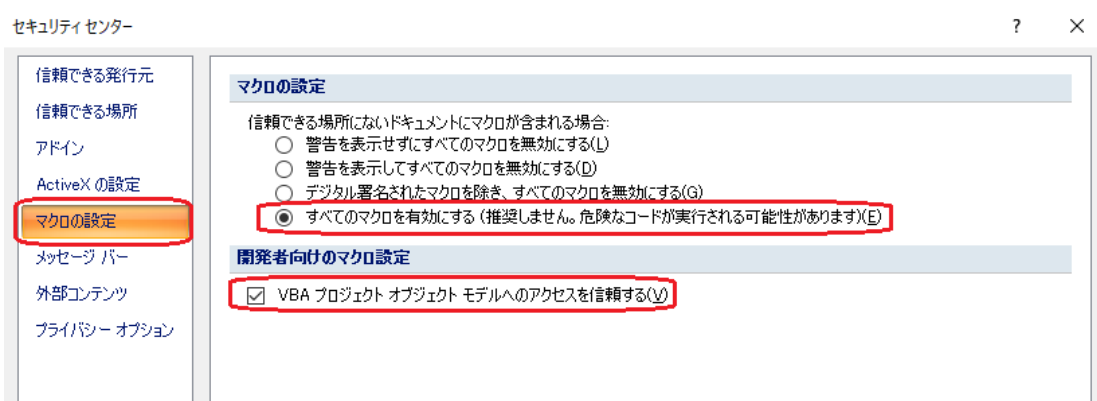 セキュリティ センター
?
×
信頼できる発行元
信頼できる場所
アドイン
ActiveX の設定
マクロの設定
メッセージ バー
外部コンテンツ
プライバシー オプション
マクロの設定
信頼できる場所にないドキュメントにマクロが含まれる場合:
警告を表示せずにすべてのマクロを無効にする(L)
警告を表示してすべてのマクロを無効にする(D)
デジタル署名されたマクロを除き、すべてのマクロを無効にする(G)
すべてのマクロを有効にする (推奨しません。危険なコードが実行される可能性があります)(E)
開発者向けのマクロ設定
VBA プロジェクト オブジェクト モデルへのアクセスを信頼する(V)